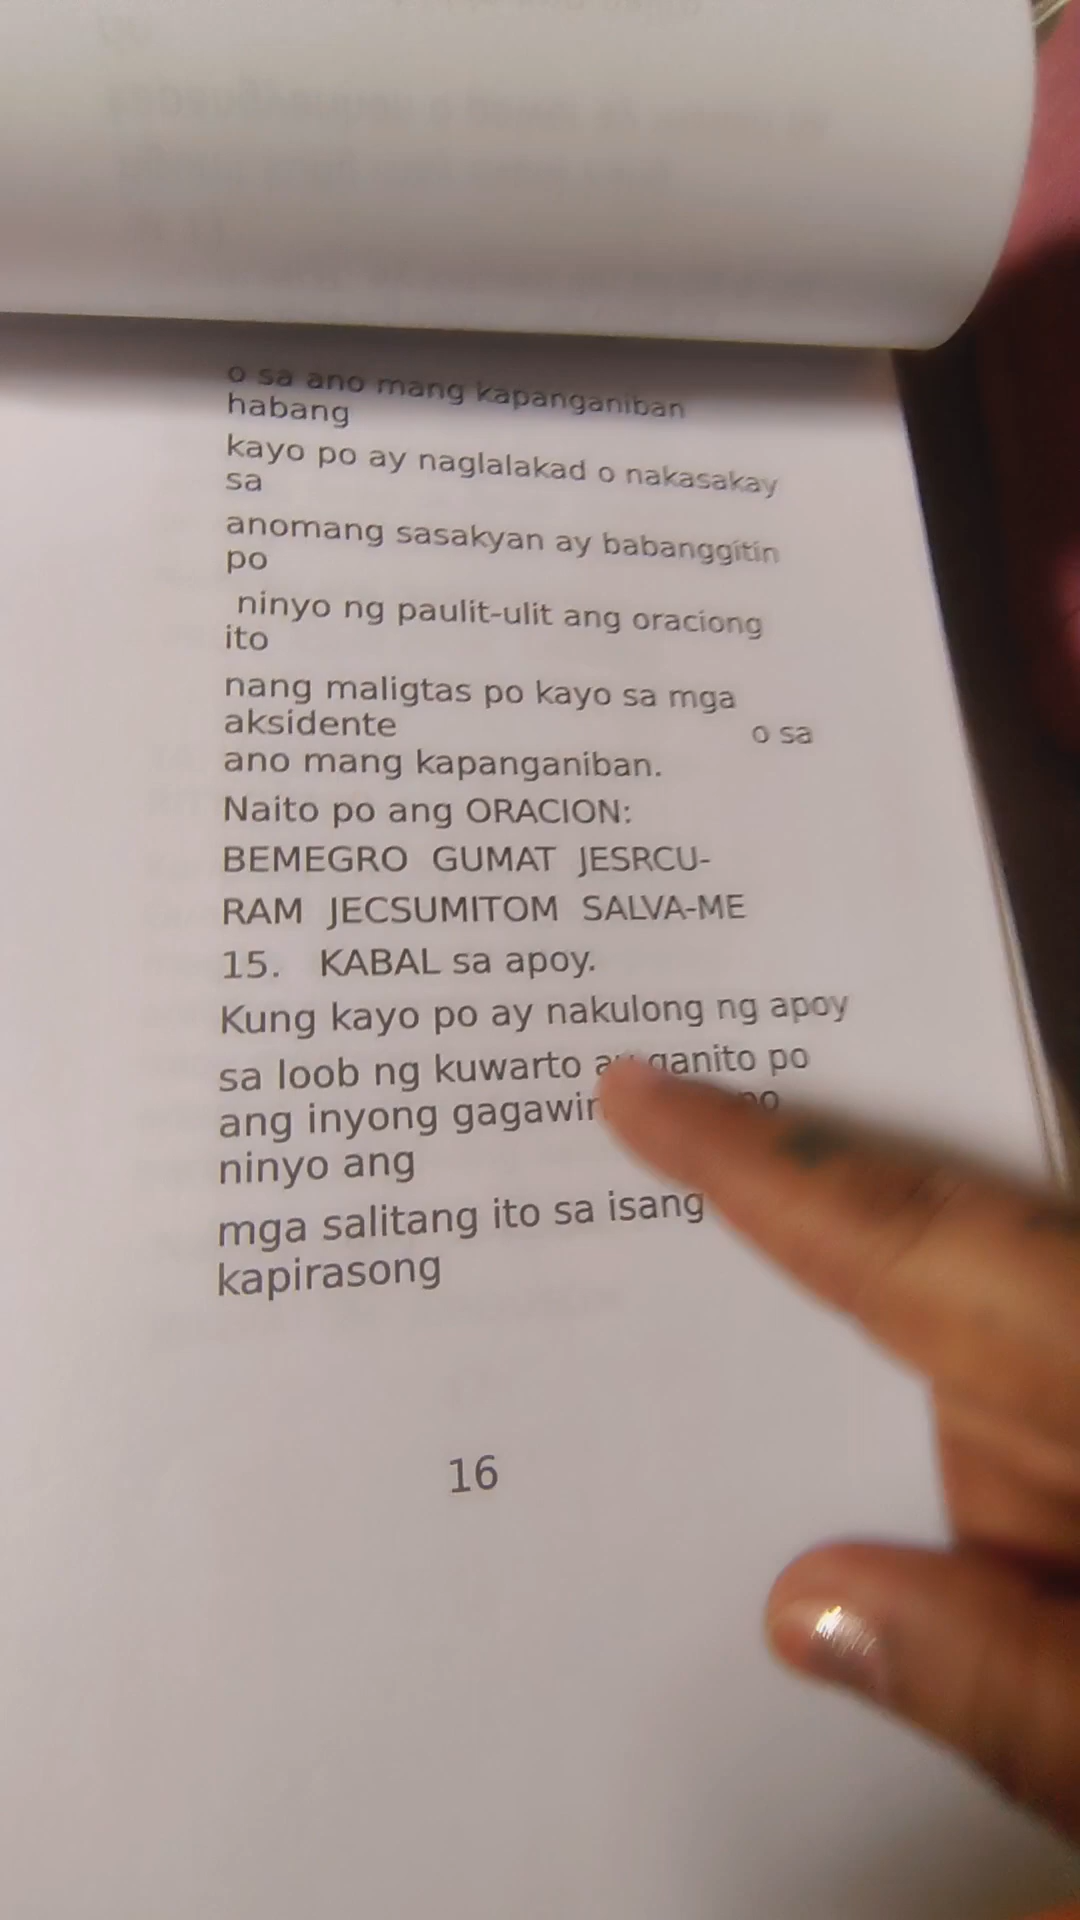 o sa ano mang kapanganiban
habang
kayo po ay naglalakad o nakasakay
sa
anomang sasakyan ay babanggitin
po
ninyo ng paulit-ulit ang oraciong
ito
nang maligtas po kayo sa mga
aksidente o sa
ano mang kapanganiban.
Naito po ang ORACION:
BEMEGRO GUMAT JESRCU-
RAM JECSUMITOM SALVA-ME
15. KABAL sa apoy.
Kung kayo po ay nakulong ng apoy
sa loob ng kuwarto ay ganito po
ang inyong
ninyo ang
mga salitang ito sa isang
kapirasong
16